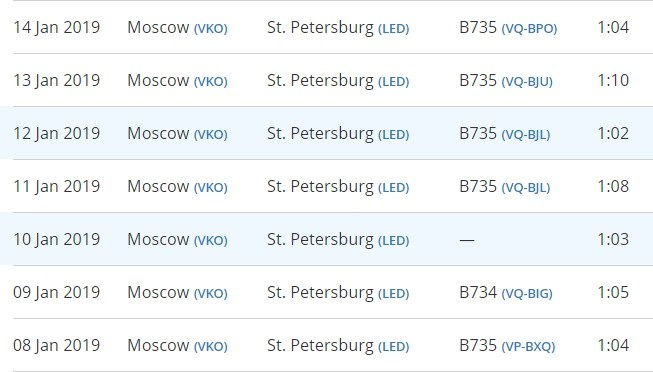 14 Jan 2019 Moscow (VKO) St. Petersburg (LED) B735 (VQ-BPO) 1:04
13 Jan 2019 Moscow (VKO) St. Petersburg (LED) B735 (VQ-BJU) 1:10
12 Jan 2019 Moscow (VKO) St. Petersburg (LED) B735 (VQ-BJL) 1:02
11 Jan 2019 Moscow (VKO) St. Petersburg (LED) B735 (VQ-BJL) 1:08
10 Jan 2019 Moscow (VKO) St. Petersburg (LED) — 1:03
09 Jan 2019 Moscow (VKO) St. Petersburg (LED) B734 (VQ-BIG) 1:05
08 Jan 2019 Moscow (VKO) St. Petersburg (LED) B735 (VP-BXQ) 1:04